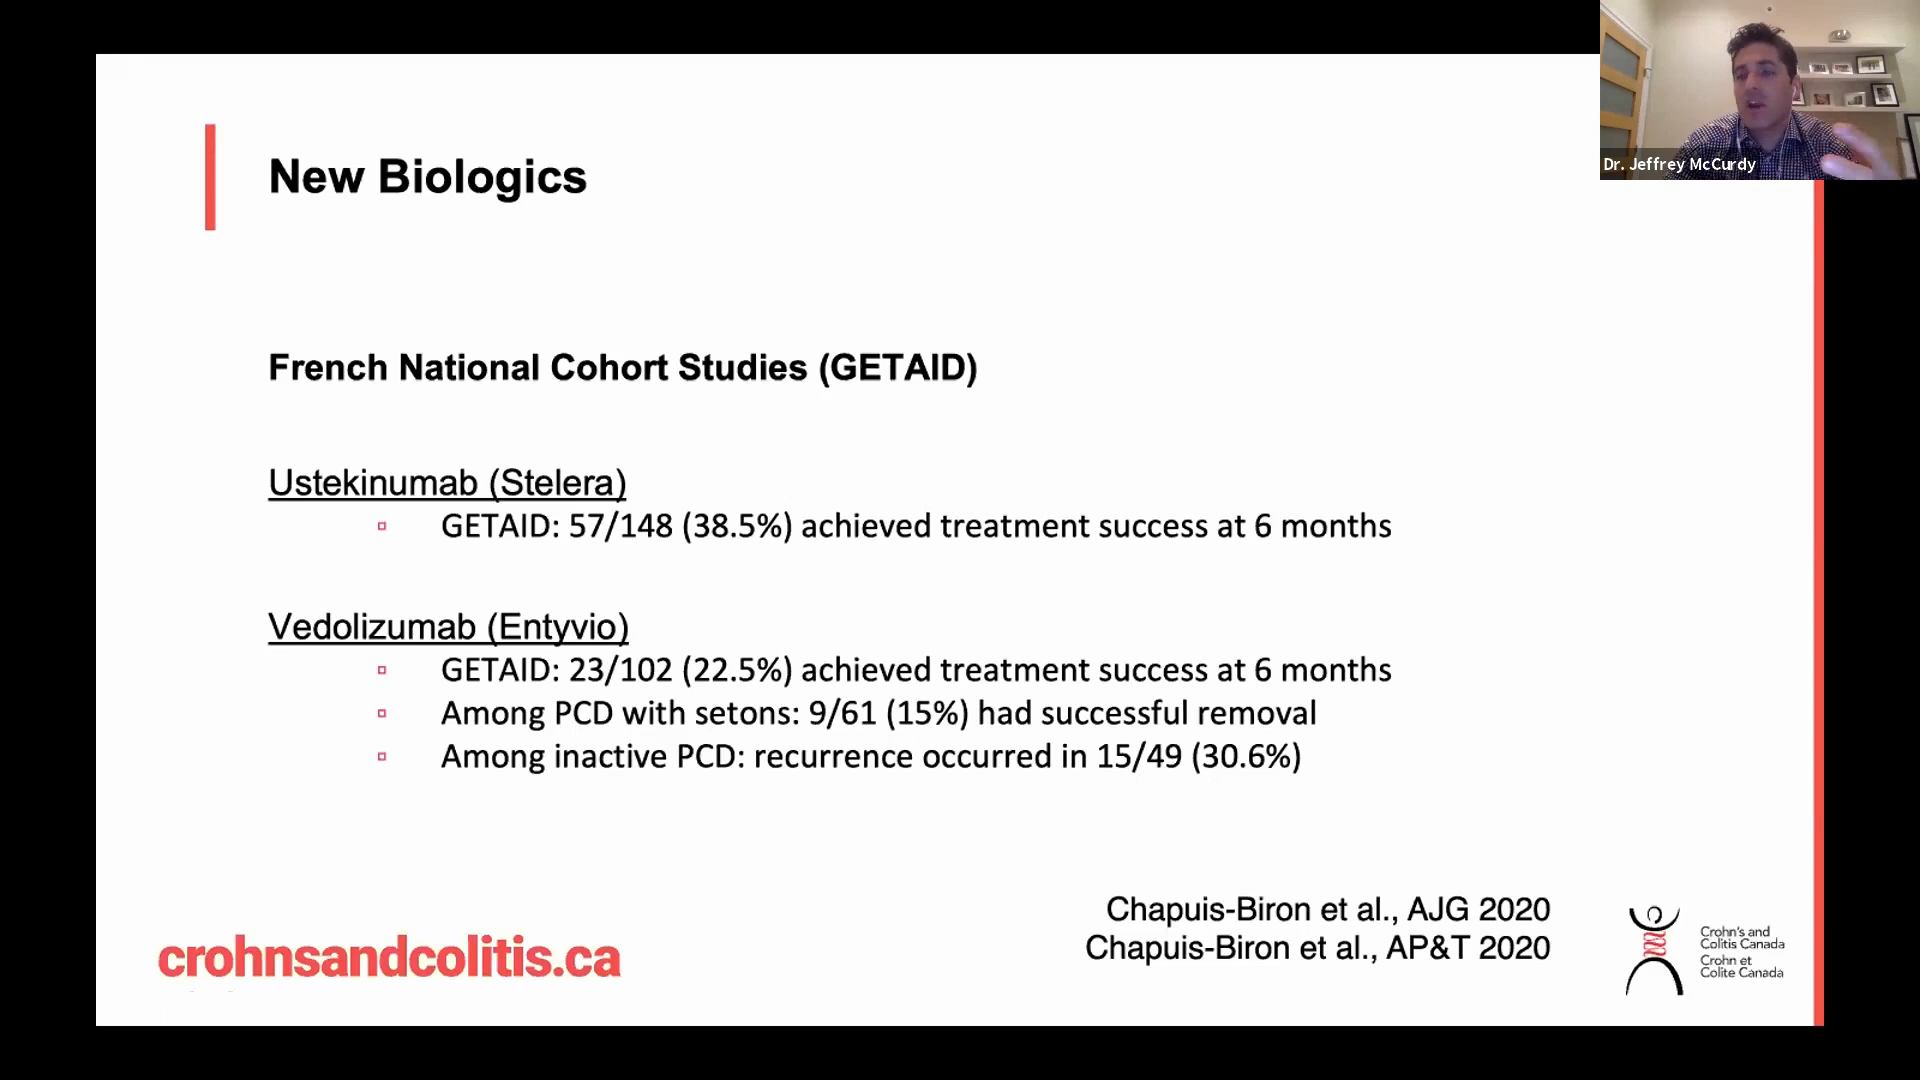 Dr. Jeffrey McCurdy
New Biologics
French National Cohort Studies (GETAID)
Ustekinumab (Stelera)
GETAID: 57/148 (38.5%) achieved treatment success at 6 months
Vedolizumab (Entyvio)
GETAID: 23/102 (22.5%) achieved treatment success at 6 months
Among PCD with setons: 9/61 (15%) had successful removal
Among inactive PCD: recurrence occurred in 15/49 (30.6%)
Chapuis-Biron et al., AJG 2020
Chapuis-Biron et al., AP&T 2020
crohnsandcolitis.ca
Crohn's and
Colitis Canada
Crohn et
Colite Canada